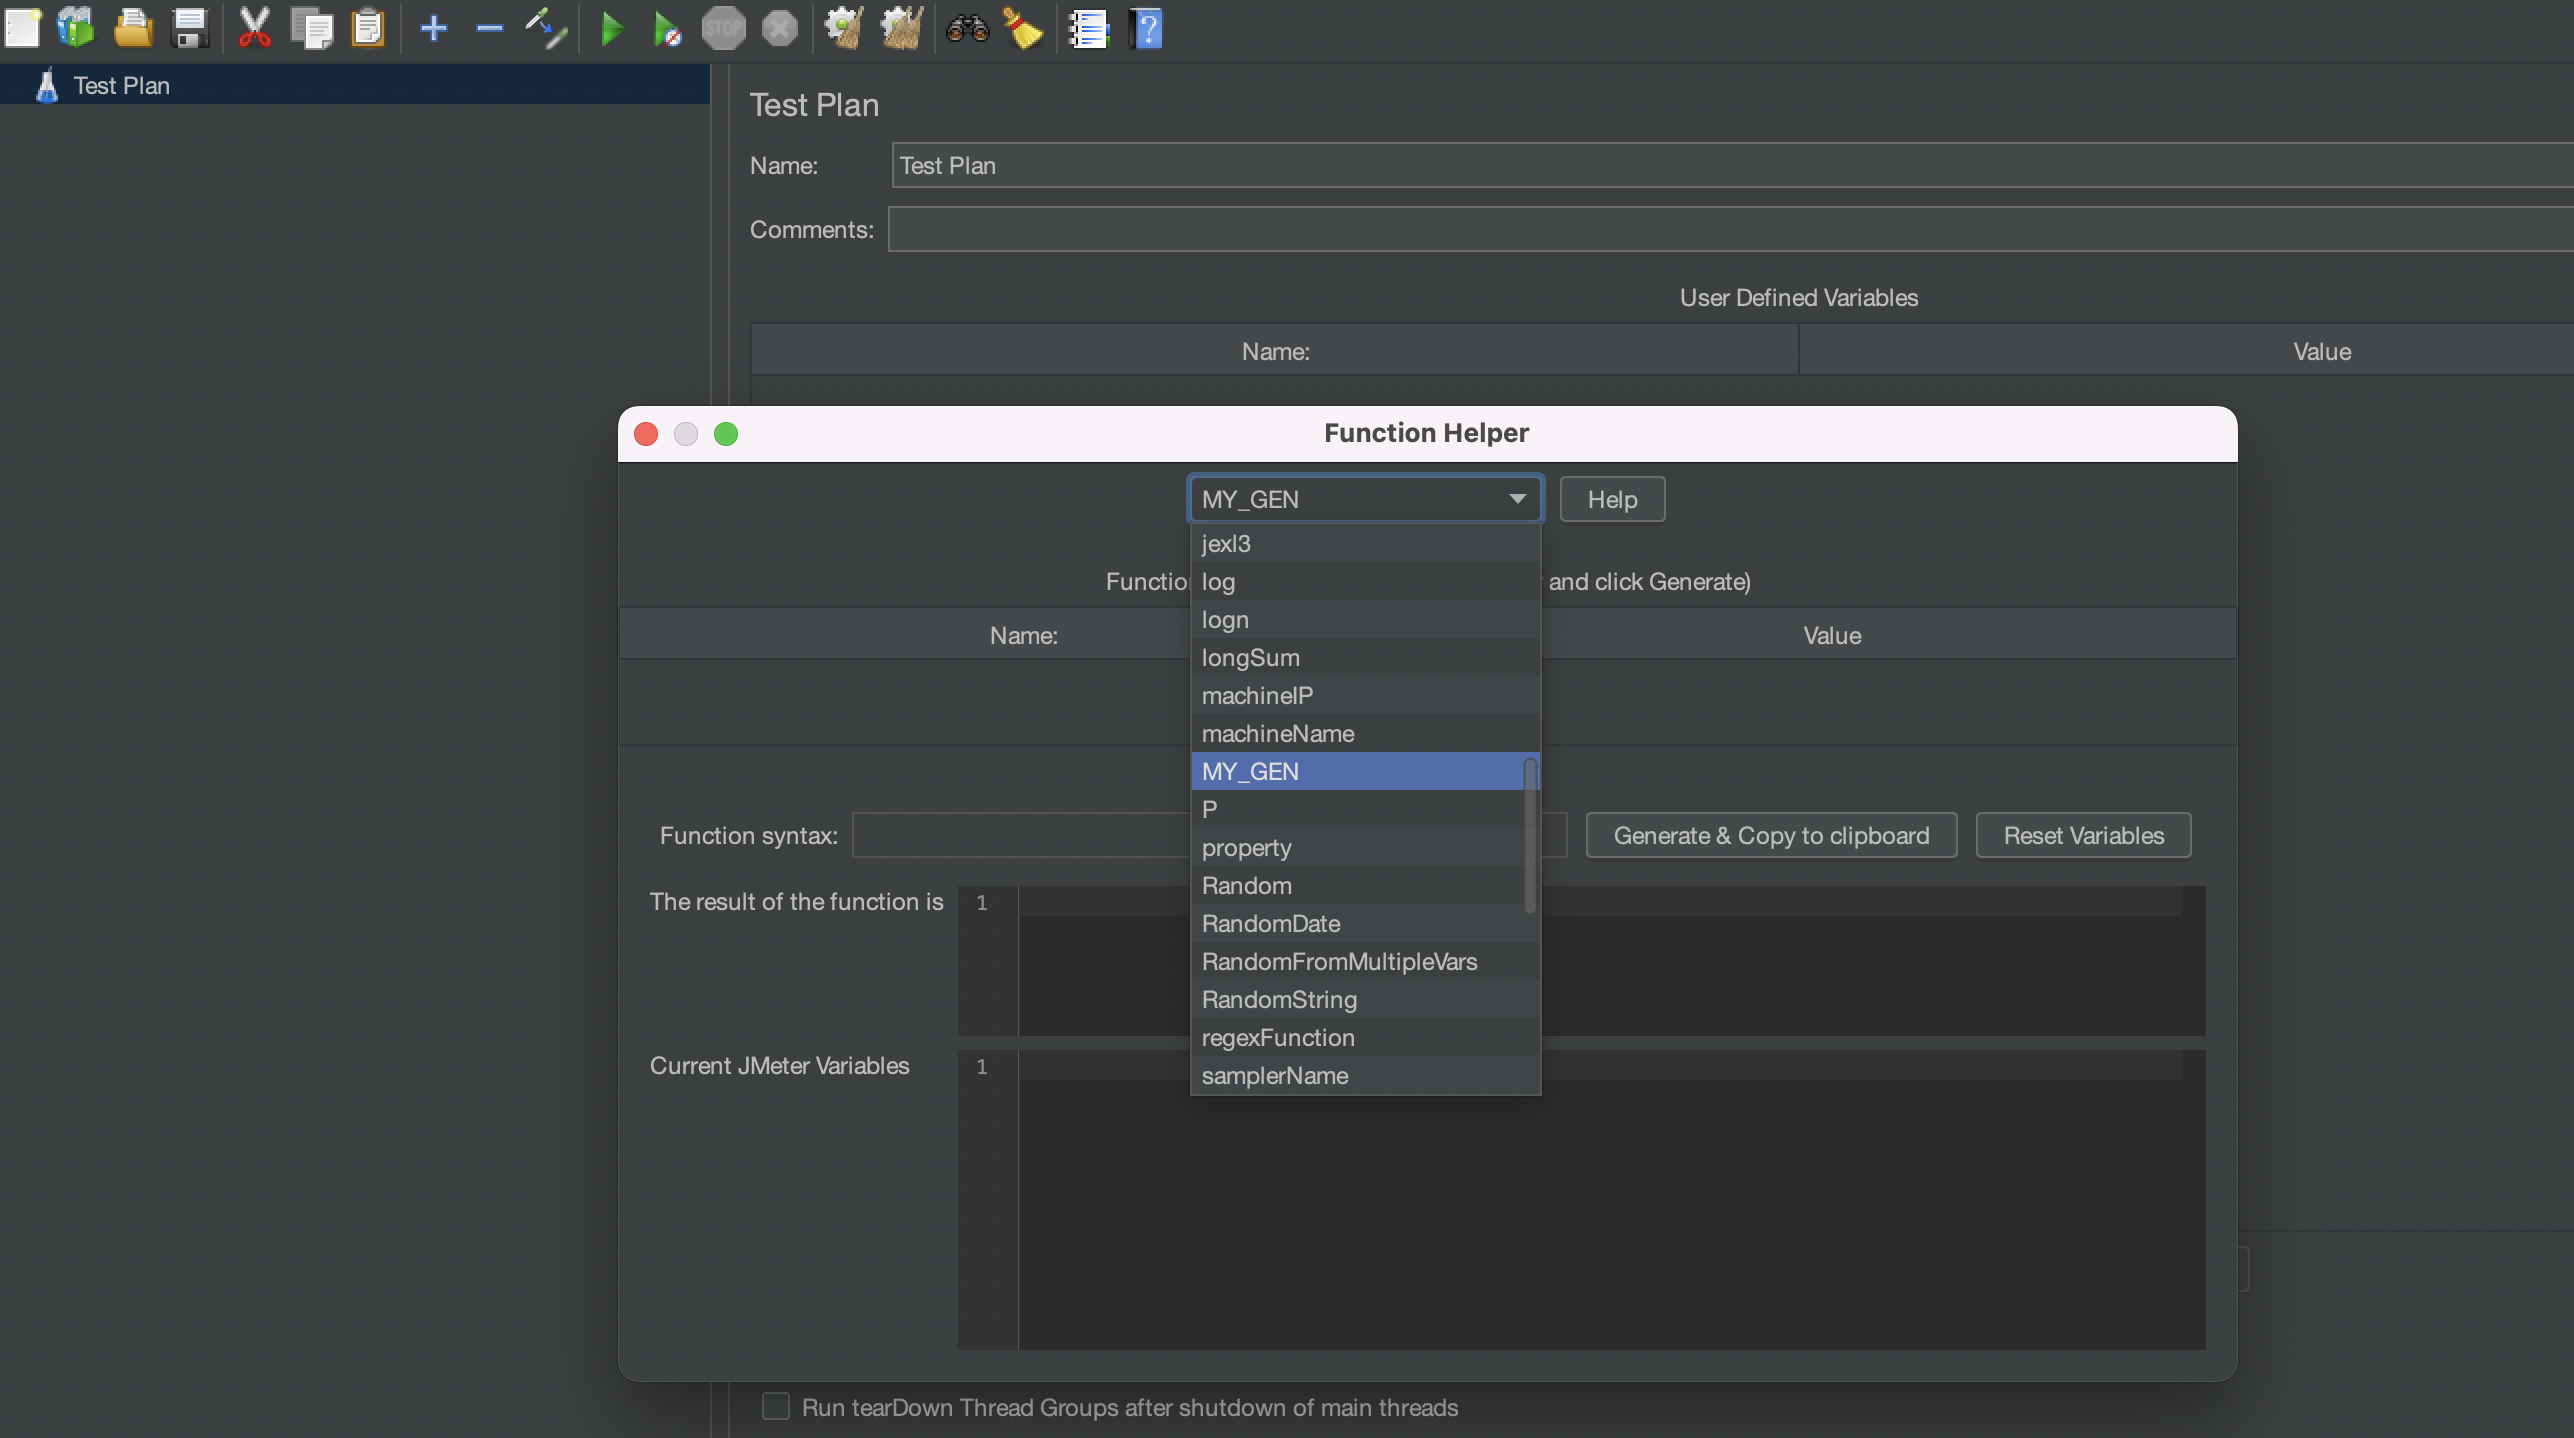 STOP
Test Plan
Test Plan
Name:
Test Plan
Comments:
User Defined Variables
Name:
Value
Function Helper
MY_GEN
Help
jexl3
Functio
log
and click Generate)
logn
Name:
Value
longSum
machineIP
machineName
MY_GEN
P
Function syntax:
property
Generate & Copy to clipboard
Reset Variables
Random
The result of the function is
1
RandomDate
RandomFromMultipleVars
RandomString
regexFunction
Current JMeter Variables
1
samplerName
1
Run tearDown Thread Groups after shutdown of main threads